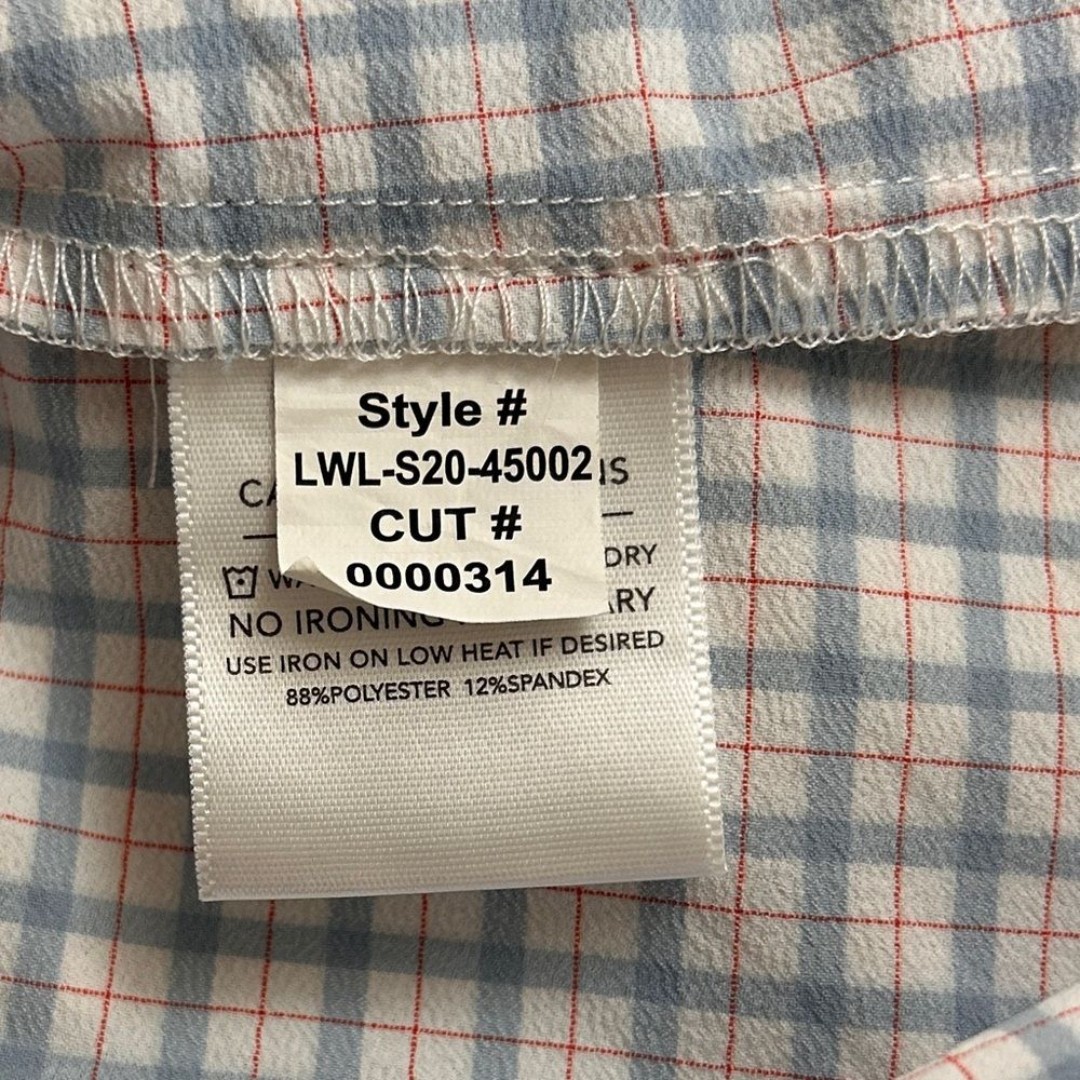 Style #
LWL-S20-45002
CUT #
0000314
DRY
NO IRONING
USE IRON ON LOW HEAT IF DESIRED
88%POLYESTER 12%SPANDEX